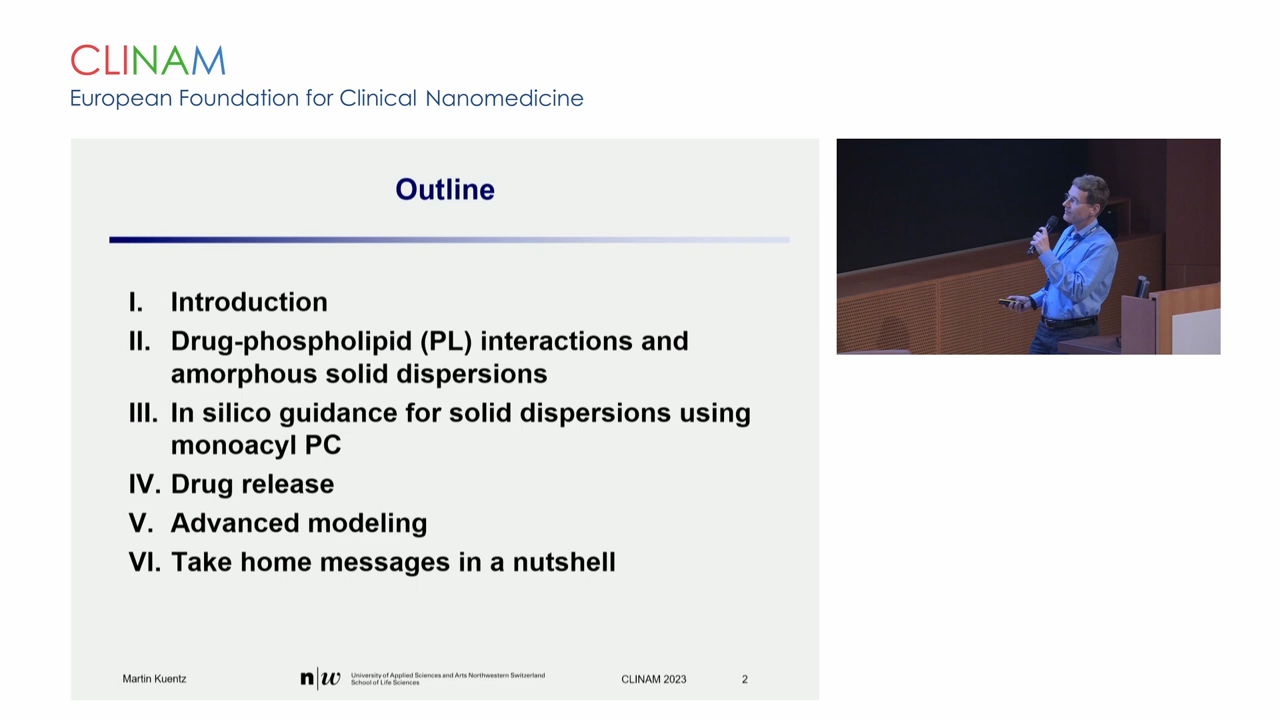 CLINAM
European Foundation for Clinical Nanomedicine
Outline
I. Introduction
II. Drug-phospholipid (PL) interactions and
amorphous solid dispersions
III. In silico guidance for solid dispersions using
monoacyl PC
IV. Drug release
V. Advanced modeling
VI. Take home messages in a nutshell
Martin Kuentz
n|w
University of Applied Sciences and Arts Northwestern Switzerland
School of Life Sciences
CLINAM 2023
2